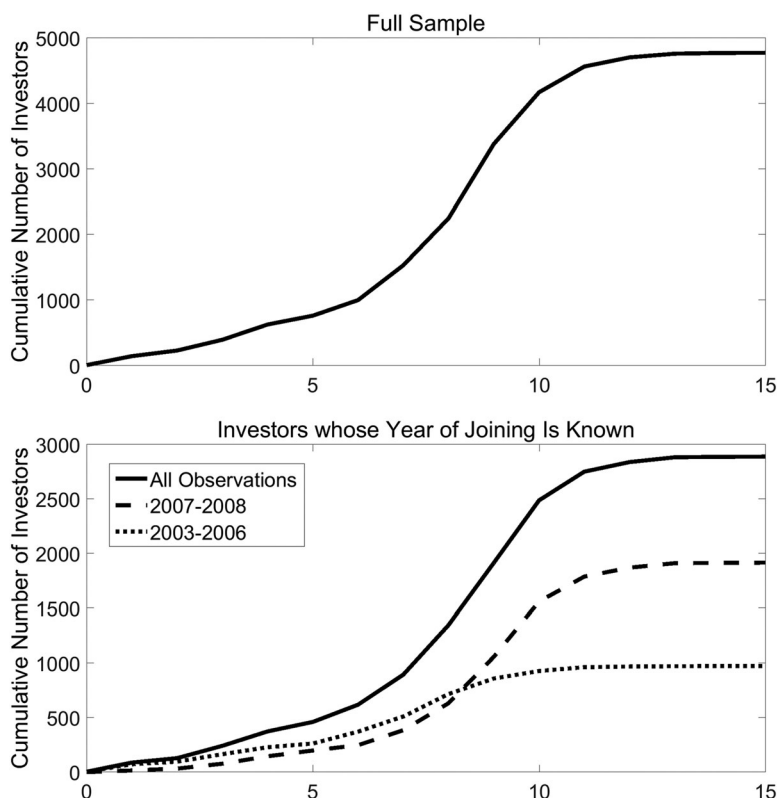 Full Sample
Cumulative Number of Investors
5000
4000
3000
2000
1000
0
0 5 10 15
Investors whose Year of Joining Is Known
Cumulative Number of Investors
3000
2500
2000
1500
1000
500
0
All Observations
2007-2008
2003-2006
0 5 10 15